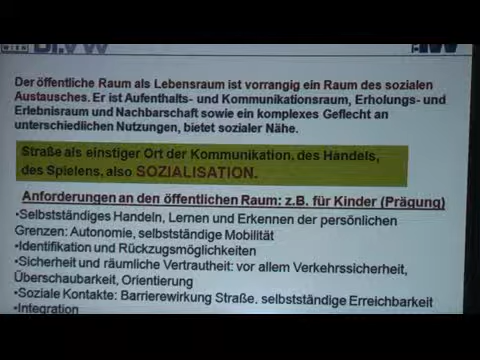 WIEN
Der öffentliche Raum als Lebensraum ist vorrangig ein Raum des sozialen
Austausches. Er ist Aufenthalts- und Kommunikationsraum, Erholungs- und
Erlebnisraum und Nachbarschaft sowie ein komplexes Geflecht an
unterschiedlichen Nutzungen, bietet sozialer Nähe.
Straße als einstiger Ort der Kommunikation, des Handels,
des Spielens, also SOZIALISATION.
Anforderungen an den öffentlichen Raum: z.B. für Kinder (Prägung)
•Selbstständiges Handeln, Lernen und Erkennen der persönlichen
Grenzen: Autonomie, selbstständige Mobilität
•Identifikation und Rückzugsmöglichkeiten
•Sicherheit und räumliche Vertrautheit: vor allem Verkehrssicherheit,
Überschaubarkeit, Orientierung
•Soziale Kontakte: Barrierewirkung Straße, selbstständige Erreichbarkeit
•Integration